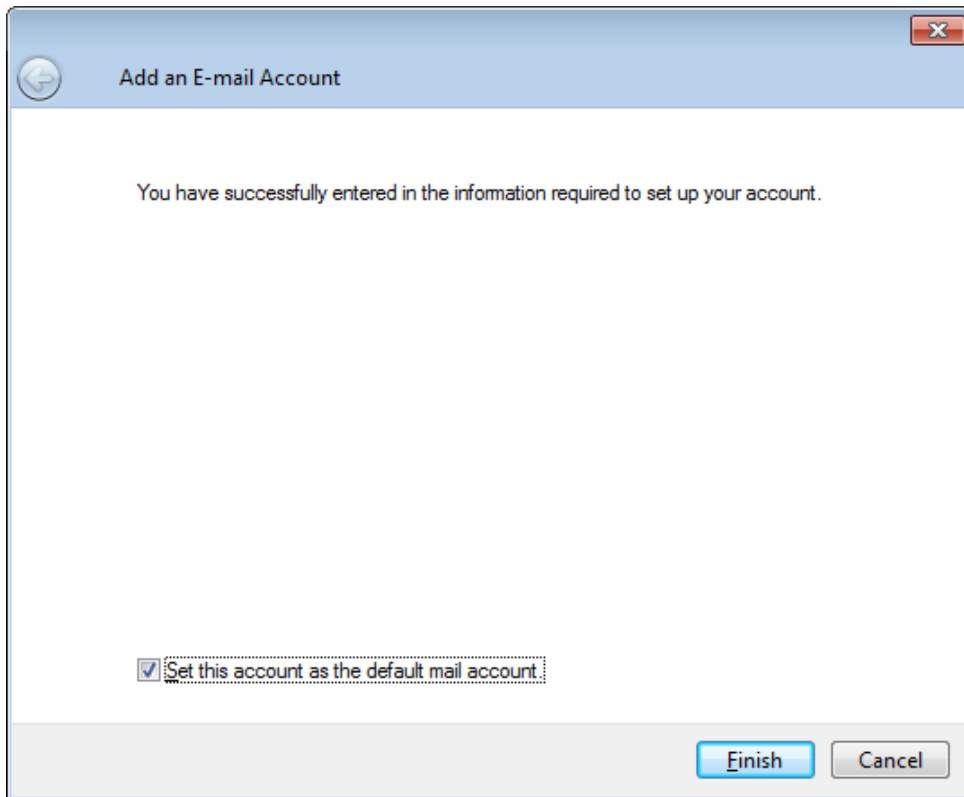 Add an E-mail Account
You have successfully entered in the information required to set up your account.
Set this account as the default mail account.
Finish
Cancel